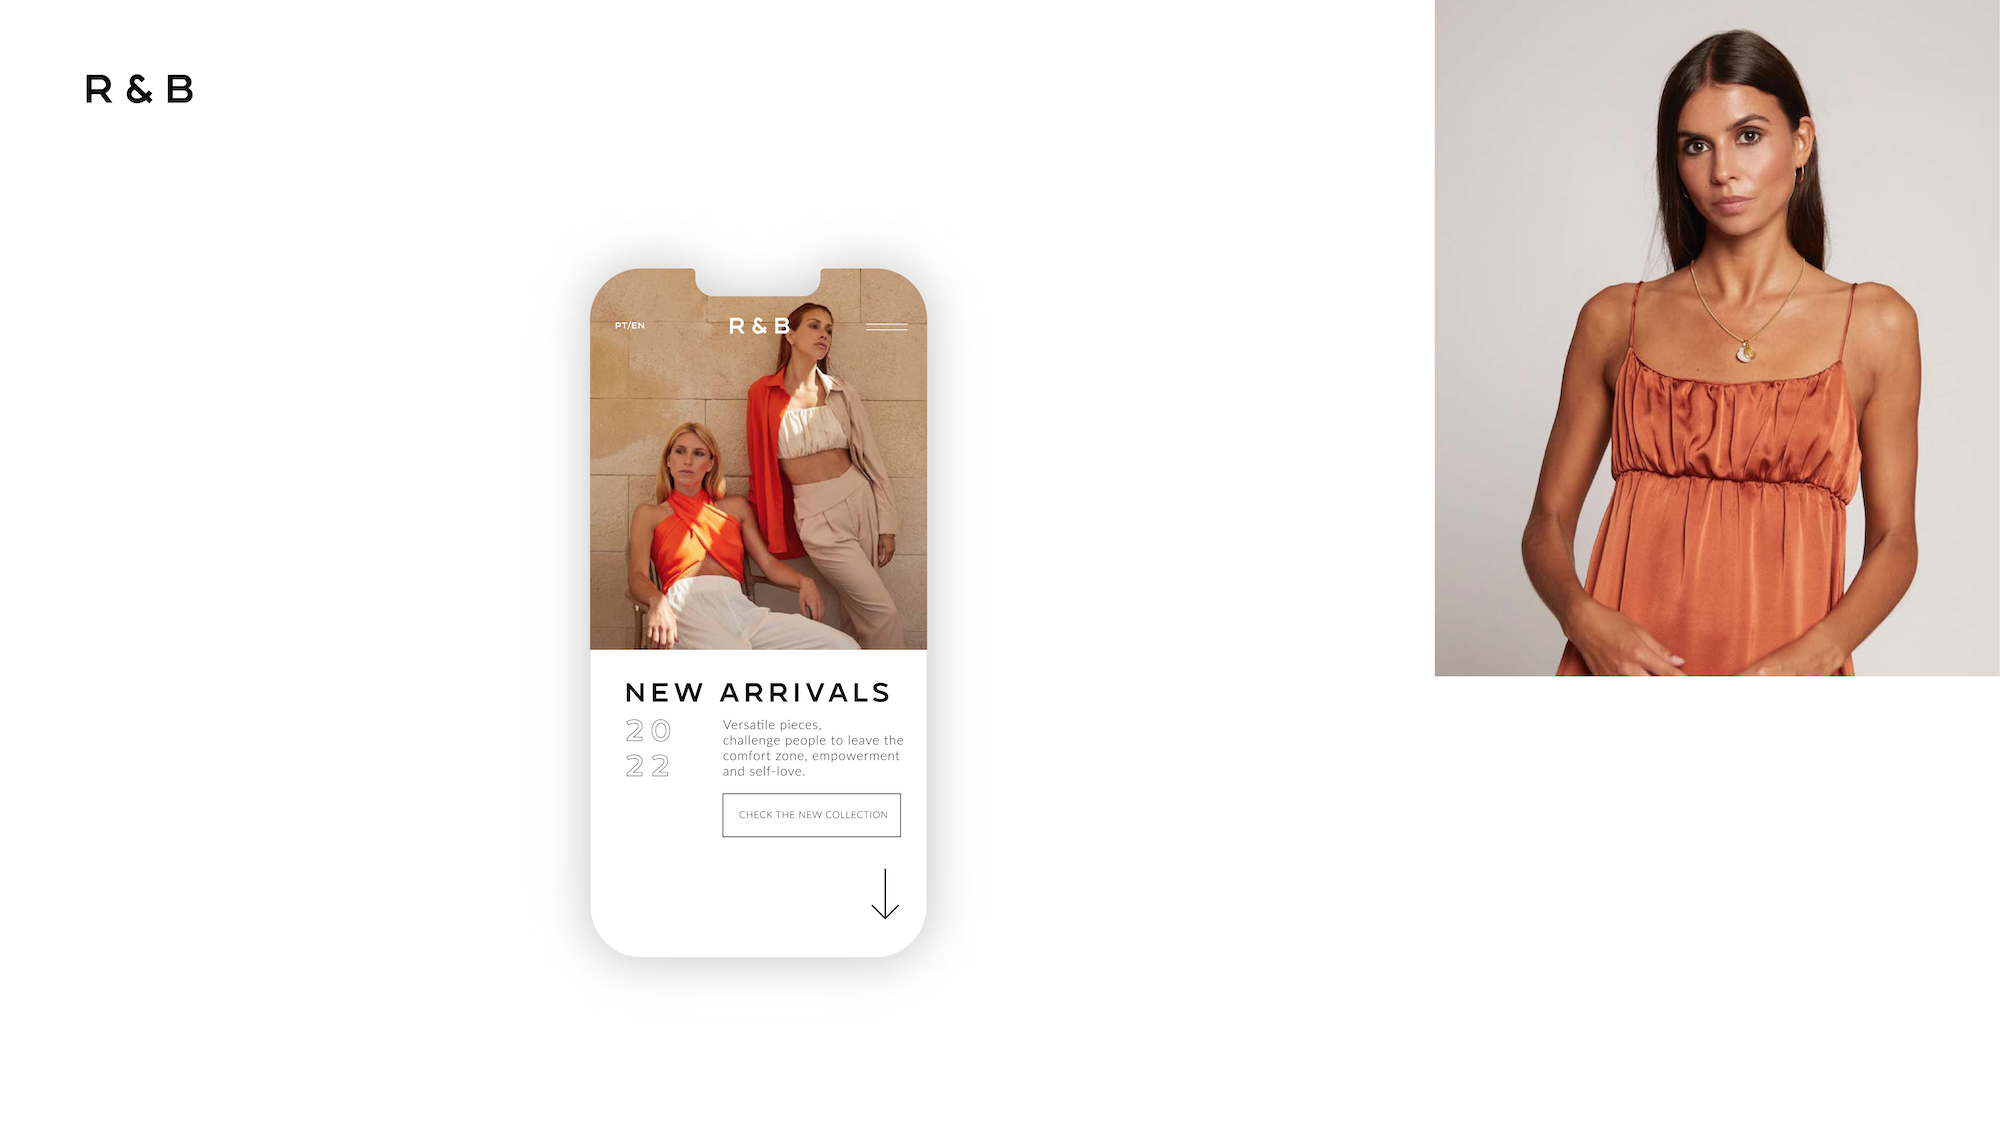 R & B
PT/EN
R & B
NEW ARRIVALS
20
22
Versatile pieces,
challenge people to leave the
comfort zone, empowerment
and self-love.
CHECK THE NEW COLLECTION